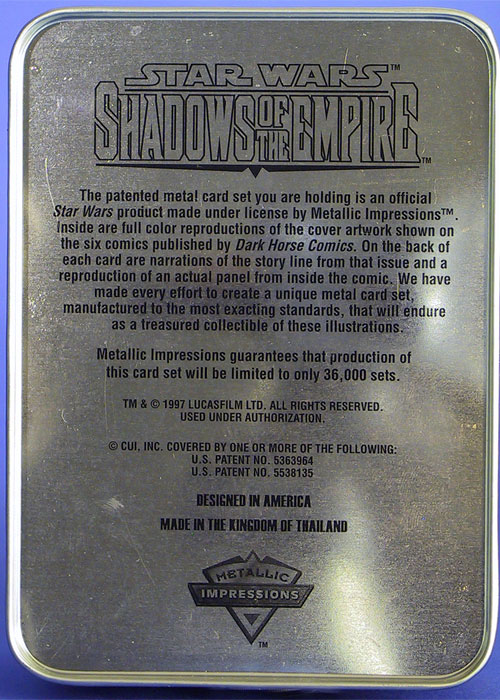 STAR WARS™
SHADOWS OF THE EMPIRE™
The patented metal card set you are holding is an official
Star Wars product made under license by Metallic Impressions™.
Inside are full color reproductions of the cover artwork shown on
the six comics published by Dark Horse Comics. On the back of
each card are narrations of the story line from that issue and a
reproduction of an actual panel from inside the comic. We have
made every effort to create a unique metal card set,
manufactured to the most exacting standards, that will endure
as a treasured collectible of these illustrations.
Metallic Impressions guarantees that production of
this card set will be limited to only 36,000 sets.
TM & © 1997 LUCASFILM LTD. ALL RIGHTS RESERVED.
USED UNDER AUTHORIZATION.
© CUI, INC. COVERED BY ONE OR MORE OF THE FOLLOWING:
U.S. PATENT NO. 5363964
U.S. PATENT NO. 5538135
DESIGNED IN AMERICA
MADE IN THE KINGDOM OF THAILAND
METALLIC
IMPRESSIONS
TM